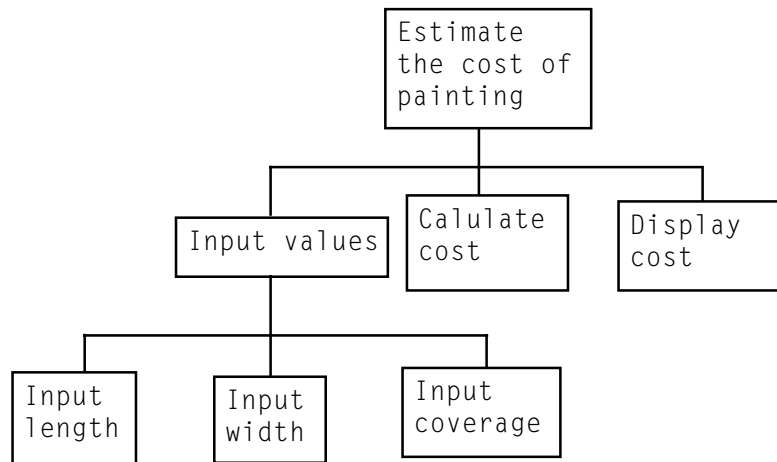 Estimate
the cost of
painting
Input values
Calulate
cost
Display
cost
Input
length
Input
width
Input
coverage